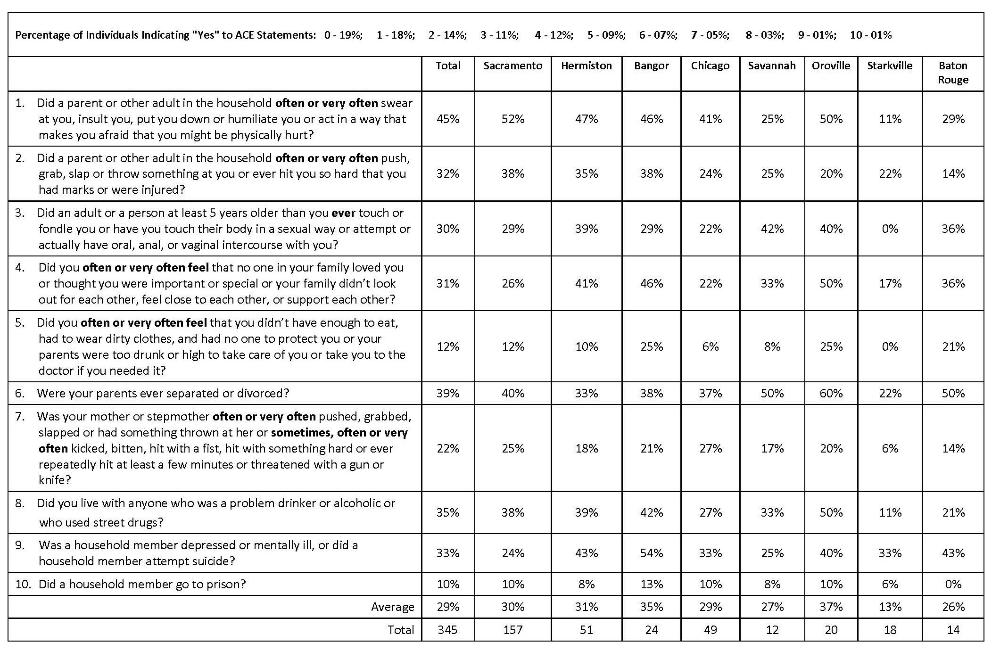 Percentage of Individuals Indicating "Yes" to ACE Statements: 0 - 19%; 1 - 18%; 2 - 14%; 3 - 11%; 4 - 12%; 5 - 09%; 6 - 07%; 7 - 05%; 8 - 03%; 9 - 01%; 10 - 01%
Total Sacramento Hermiston Bangor Chicago Savannah Oroville Starkville Baton
Rouge
1. Did a parent or other adult in the household often or very often swear
at you, insult you, put you down or humiliate you or act in a way that
makes you afraid that you might be physically hurt?
45% 52% 47% 46% 41% 25% 50% 11% 29%
2. Did a parent or other adult in the household often or very often push,
grab, slap or throw something at you or ever hit you so hard that you
had marks or were injured?
32% 38% 35% 38% 24% 25% 20% 22% 14%
3. Did an adult or a person at least 5 years older than you ever touch or
fondle you or have you touch their body in a sexual way or attempt or
actually have oral, anal, or vaginal intercourse with you?
30% 29% 39% 29% 22% 42% 40% 0% 36%
4. Did you often or very often feel that no one in your family loved you
or thought you were important or special or your family didn’t look
out for each other, feel close to each other, or support each other?
31% 26% 41% 46% 22% 33% 50% 17% 36%
5. Did you often or very often feel that you didn’t have enough to eat,
had to wear dirty clothes, and had no one to protect you or your
parents were too drunk or high to take care of you or take you to the
doctor if you needed it?
12% 12% 10% 25% 6% 8% 25% 0% 21%
6. Were your parents ever separated or divorced? 39% 40% 33% 38% 37% 50% 60% 22% 50%
7. Was your mother or stepmother often or very often pushed, grabbed,
slapped or had something thrown at her or sometimes, often or very
often kicked, bitten, hit with a fist, hit with something hard or ever
repeatedly hit at least a few minutes or threatened with a gun or
knife?
22% 25% 18% 21% 27% 17% 20% 6% 14%
8. Did you live with anyone who was a problem drinker or alcoholic or
who used street drugs?
35% 38% 39% 42% 27% 33% 50% 11% 21%
9. Was a household member depressed or mentally ill, or did a
household member attempt suicide?
33% 24% 43% 54% 33% 25% 40% 33% 43%
10. Did a household member go to prison? 10% 10% 8% 13% 10% 8% 10% 6% 0%
Average 29% 30% 31% 35% 29% 27% 37% 13% 26%
Total 345 157 51 24 49 12 20 18 14